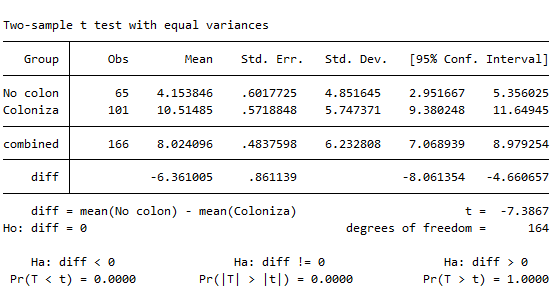 Two-sample t test with equal variances
Group Obs Mean Std. Err. Std. Dev. [95% Conf. Interval]
No colon 65 4.153846 .6017725 4.851645 2.951667 5.356025
Coloniza 101 10.51485 .5718848 5.747371 9.380248 11.64945
combined 166 8.024096 .4837598 6.232808 7.068939 8.979254
diff -6.361005 .861139 -8.061354 -4.660657
diff = mean(No colon) - mean(Coloniza) t = -7.3867
Ho: diff = 0 degrees of freedom = 164
Ha: diff < 0 Ha: diff != 0 Ha: diff > 0
Pr(T < t) = 0.0000 Pr(|T| > |t|) = 0.0000 Pr(T > t) = 1.0000